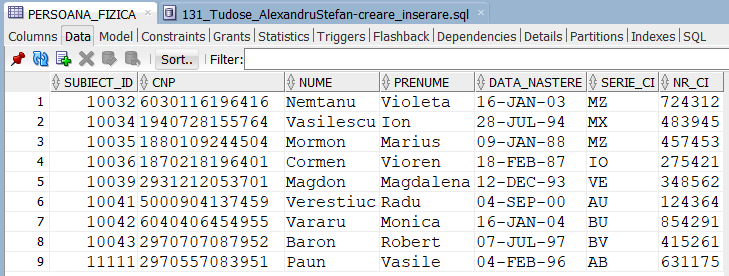 PERSOANA_FIZICA 131_Tudose_AlexandruStefan-creare_inserare.sql
Columns Data Model Constraints Grants Statistics Triggers Flashback Dependencies Details Partitions Indexes SQL
Sort.. Filter:
SUBIECT_ID CNP NUME PRENUME DATA_NASTERE SERIE_CI NR_CI
1 10032 6030116196416 Nemtanu Violeta 16-JAN-03 MZ 724312
2 10034 1940728155764 Vasilescu Ion 28-JUL-94 MX 483945
3 10035 1880109244504 Mormon Marius 09-JAN-88 MZ 457453
4 10036 1870218196401 Cormen Vioren 18-FEB-87 IO 275421
5 10039 2931212053701 Magdon Magdalena 12-DEC-93 VE 348562
6 10041 5000904137459 Verestiuc Radu 04-SEP-00 AU 124364
7 10042 6040406454955 Vararu Monica 16-JAN-04 BU 854291
8 10043 2970707087952 Baron Robert 07-JUL-97 BV 415261
9 11111 2970557083951 Paun Vasile 04-FEB-96 AB 631175